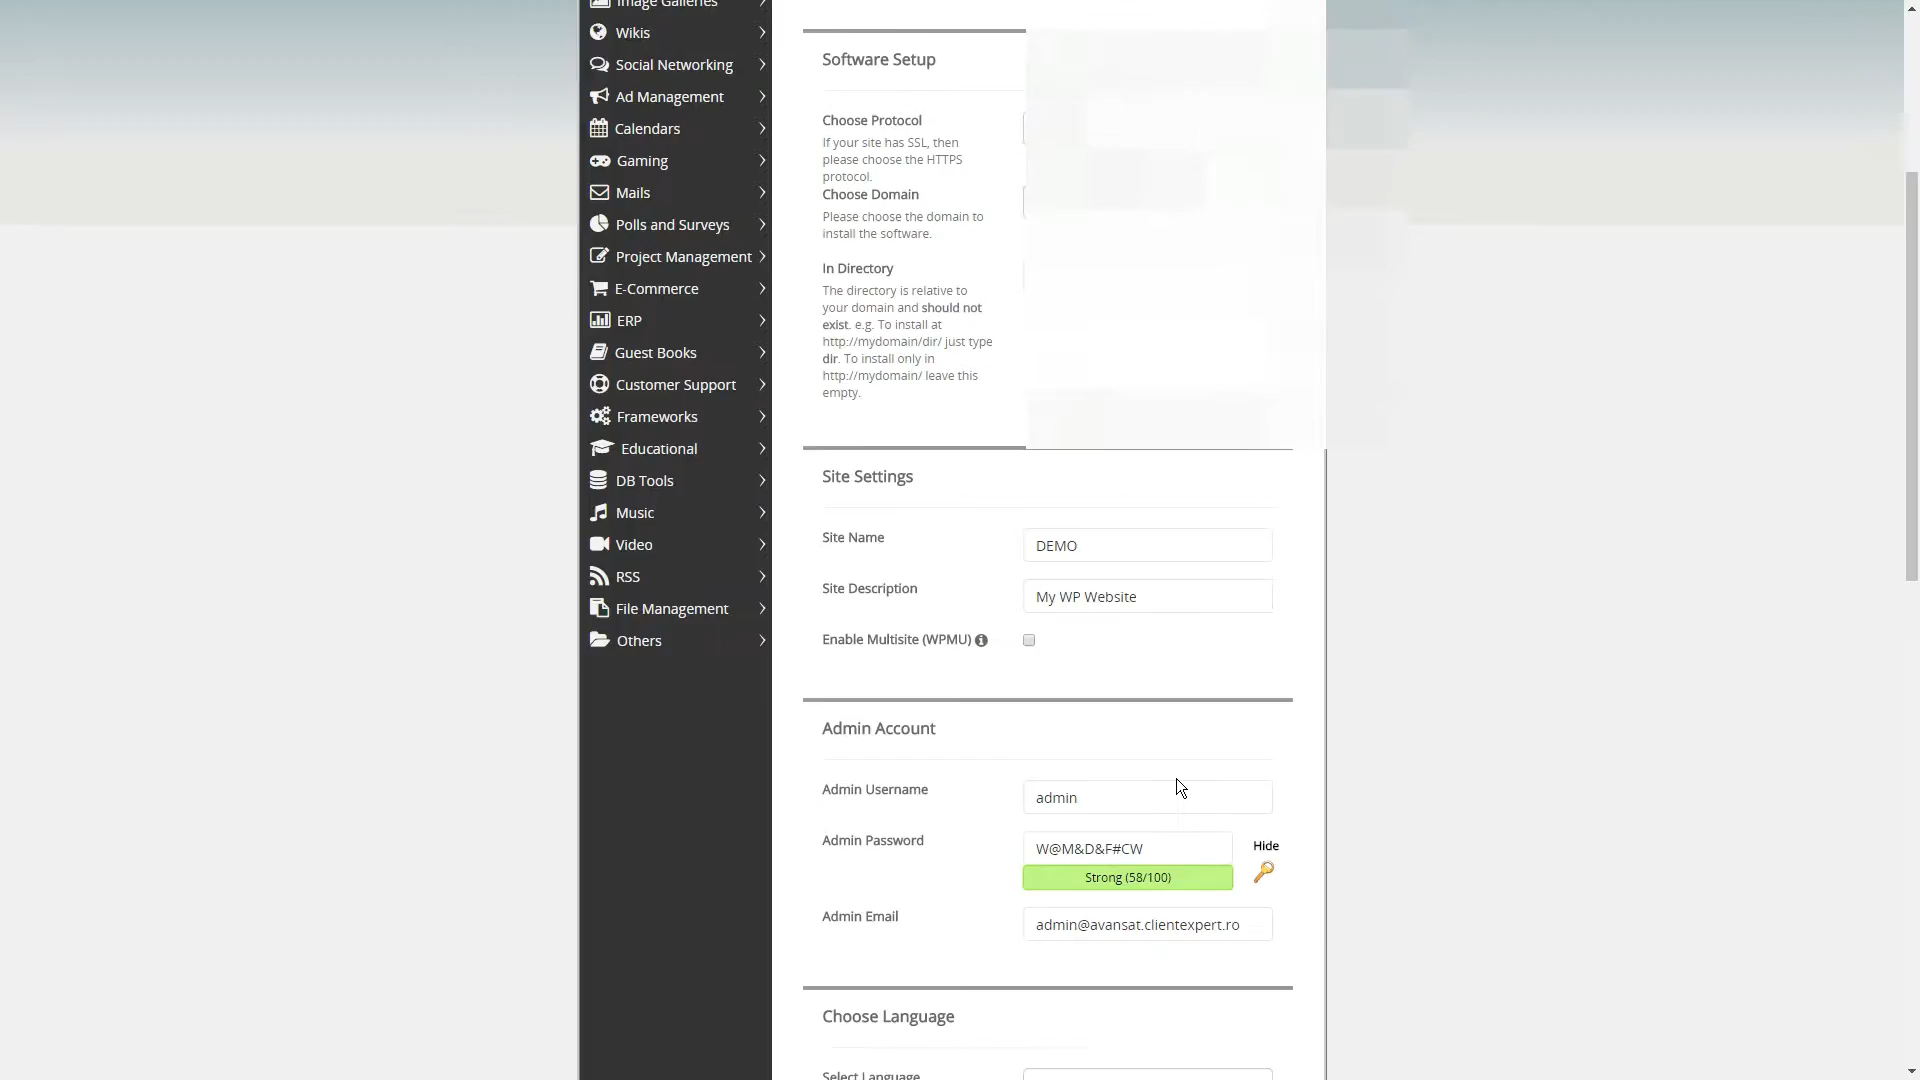 Image Galleries
Wikis
Social Networking
Ad Management
Calendars
Gaming
Mails
Polls and Surveys
Project Management
E-Commerce
ERP
Guest Books
Customer Support
Frameworks
Educational
DB Tools
Music
Video
RSS
File Management
Others
Software Setup
Choose Protocol
If your site has SSL, then
please choose the HTTPS
protocol.
Choose Domain
Please choose the domain to
install the software.
In Directory
The directory is relative to
your domain and should not
exist. e.g. To install at
http://mydomain/dir/ just type
dir. To install only in
http://mydomain/ leave this
empty.
Site Settings
Site Name
DEMO
Site Description
My WP Website
Enable Multisite (WPMU)
Admin Account
Admin Username
admin
Admin Password
W@M&D&F#CW
Hide
Strong (58/100)
Admin Email
admin@avansat.clientexpert.ro
Choose Language
Select Language